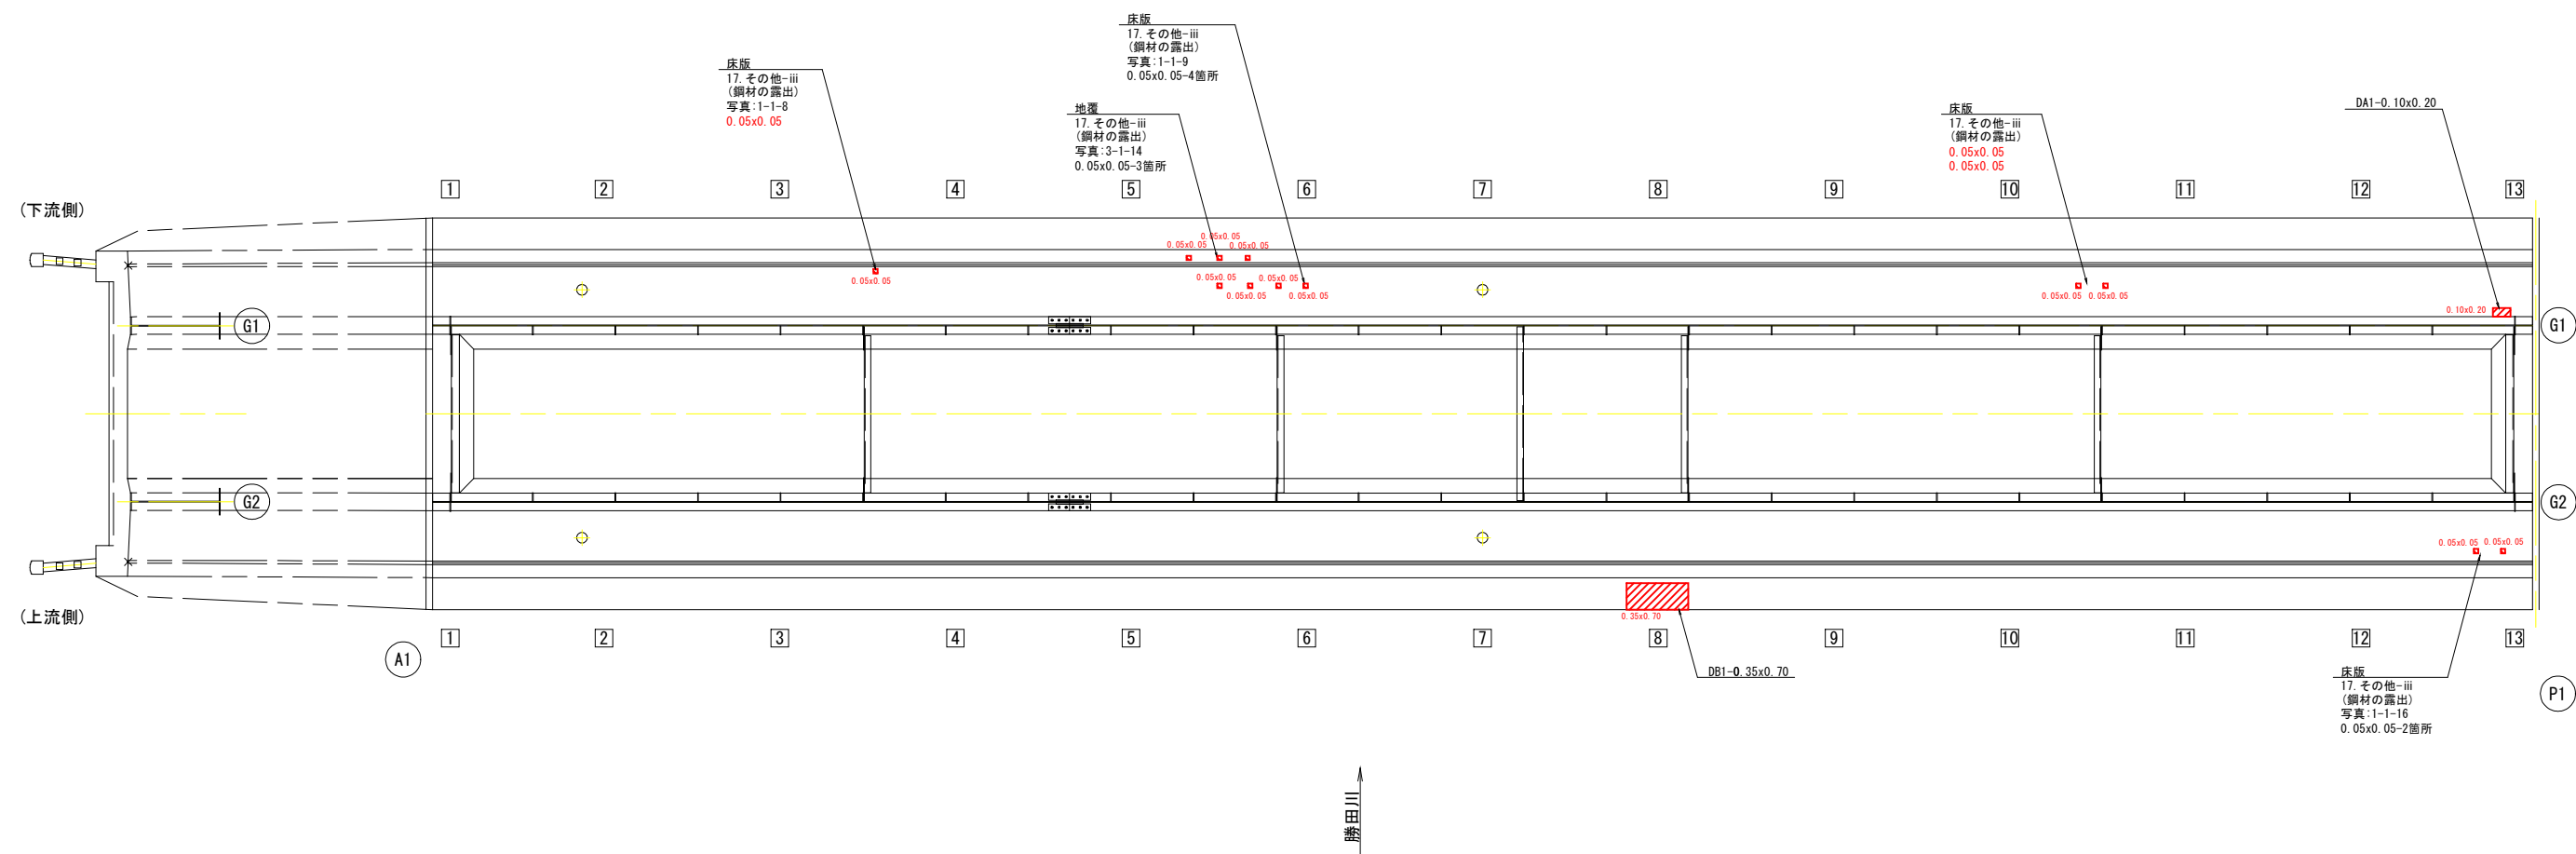 床版
17.その他-iii
(鋼材の露出)
写真:1-1-9
0.05x0.05-4箇所
床版
17.その他-iii
(鋼材の露出)
写真:1-1-8
0.05x0.05
地覆
17.その他-iii
(鋼材の露出)
写真:3-1-14
0.05x0.05-3箇所
床版
17.その他-iii
(鋼材の露出)
0.05x0.05
0.05x0.05
DA1-0.10x0.20
1 2 3 4 5 6 7 8 9 10 11 12 13
(下流側)
0.05x0.05
0.05x0.05 0.05x0.05
0.05x0.05
0.05x0.05 0.05x0.05
0.05x0.05 0.05x0.05
0.05x0.05 0.05x0.05
0.10x0.20
G1 G1
G2 G2
0.05x0.05 0.05x0.05
0.35x0.70
(上流側)
1 2 3 4 5 6 7 8 9 10 11 12 13
A1
DB1-0.35x0.70
床版
17.その他-iii
(鋼材の露出)
写真:1-1-16
0.05x0.05-2箇所
P1
勝田川